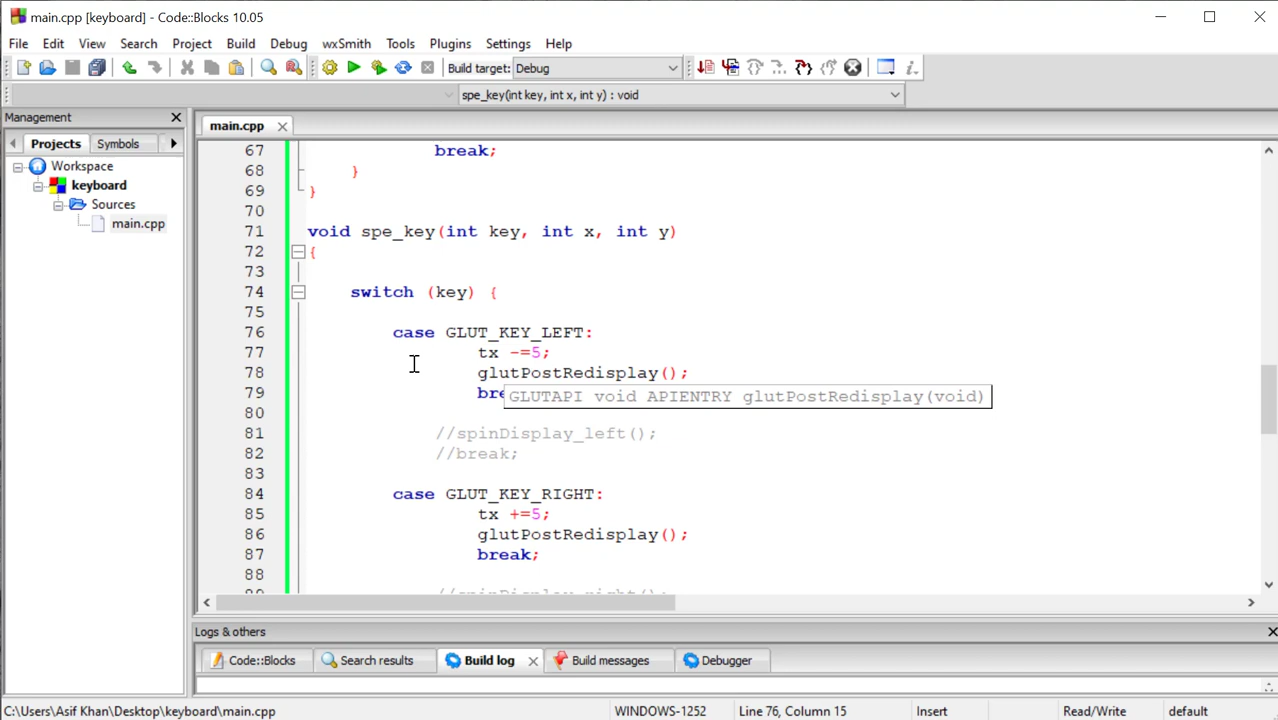 main.cpp [keyboard] - Code::Blocks 10.05
File Edit View Search Project Build Debug wxSmith Tools Plugins Settings Help
Build target: Debug
spe_key(int key, int x, int y) : void
Management
Projects Symbols
Workspace
keyboard
Sources
main.cpp
main.cpp
67 break;
68 }
69 }
70
71 void spe_key(int key, int x, int y)
72 {
73
74 switch (key) {
75
76 case GLUT_KEY_LEFT:
77 tx -=5;
78 glutPostRedisplay();
79 bre
GLUTAPI void APIENTRY glutPostRedisplay(void)
80
81 //spinDisplay_left();
82 //break;
83
84 case GLUT_KEY_RIGHT:
85 tx +=5;
86 glutPostRedisplay();
87 break;
88
89 //spinDisplay_right();
Logs & others
Code::Blocks Search results Build log Build messages Debugger
C:\Users\Asif Khan\Desktop\keyboard\main.cpp WINDOWS-1252 Line 76, Column 15 Insert Read/Write default